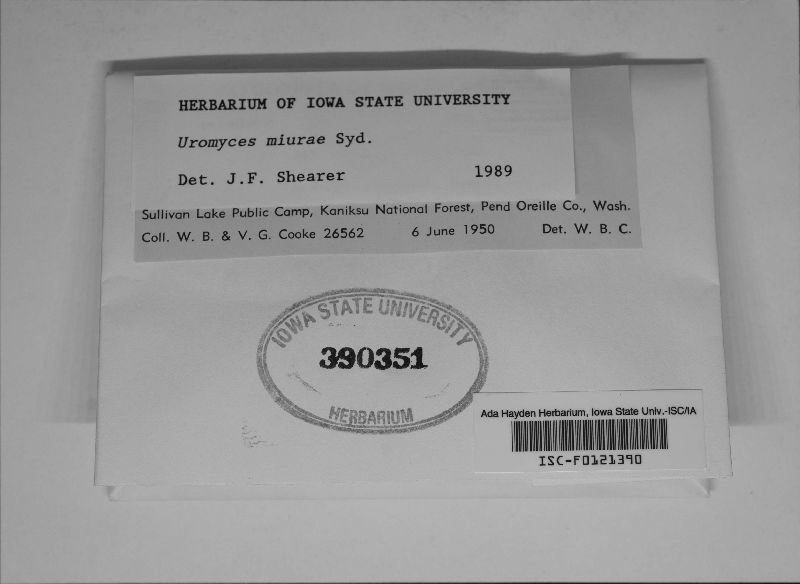 HERBARIUM OF IOWA STATE UNIVERSITY
Uromyces miurae Syd.
Det. J.F. Shearer 1989
Sullivan Lake Public Camp, Kaniksu National Forest, Pend Oreille Co., Wash.
Coll. W. B. & V. G. Cooke 26562 6 June 1950 Det. W. B. C.
IOWA STATE UNIVERSITY
390351
HERBARIUM
Ada Hayden Herbarium, Iowa State Univ.-ISC/IA
ISC-F0121390